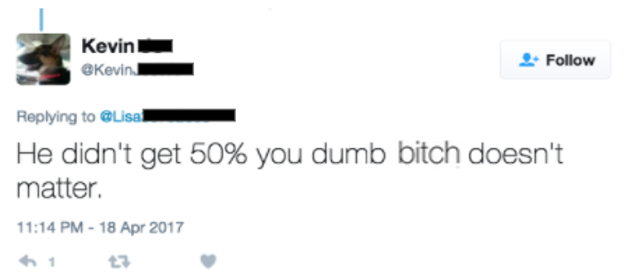 Kevin
Follow
@Kevin
Replying to @Lisa
He didn't get 50% you dumb bitch doesn't
matter.
11:14 PM - 18 Apr 2017
1